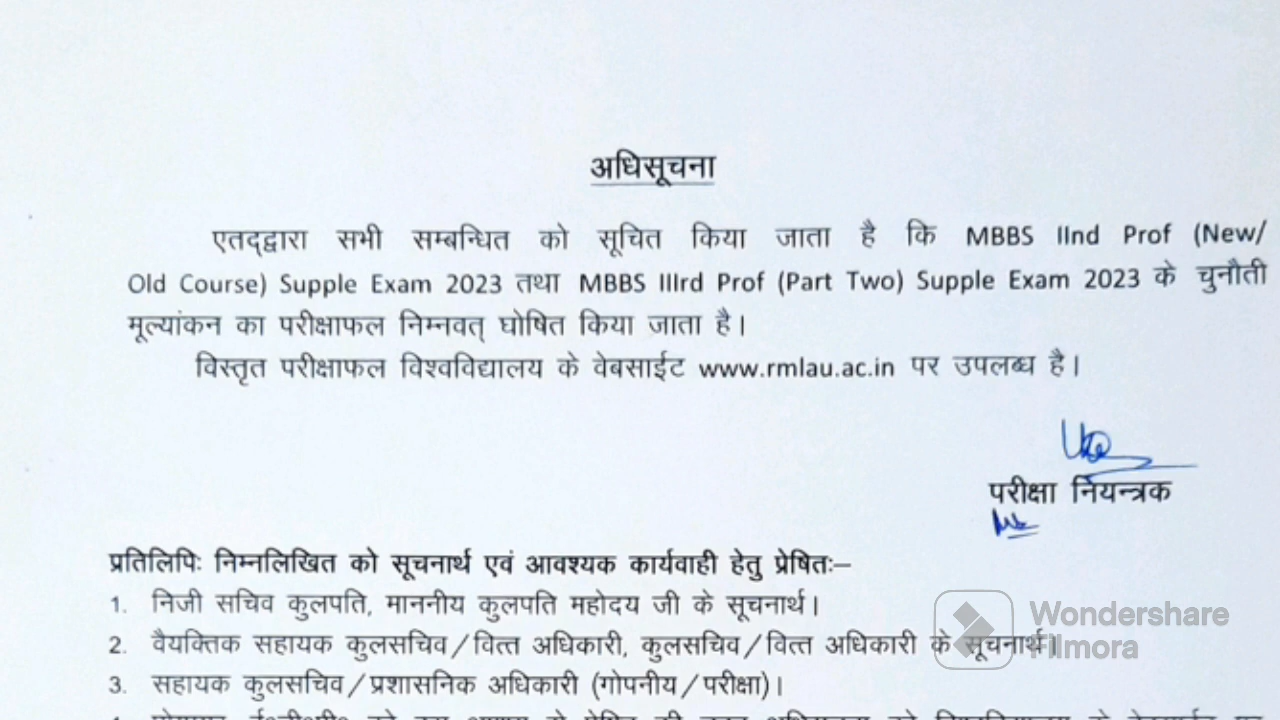 अधिसूचना
एतद्द्वारा सभी सम्बन्धित को सूचित किया जाता है कि MBBS IInd Prof (New/
Old Course) Supple Exam 2023 तथा MBBS IIIrd Prof (Part Two) Supple Exam 2023 के चुनौती
मूल्यांकन का परीक्षाफल निम्नवत् घोषित किया जाता है।
विस्तृत परीक्षाफल विश्वविद्यालय के वेबसाईट www.rmlau.ac.in पर उपलब्ध है।
परीक्षा नियन्त्रक
प्रतिलिपिः निम्नलिखित को सूचनार्थ एवं आवश्यक कार्यवाही हेतु प्रेषितः–
1. निजी सचिव कुलपति, माननीय कुलपति महोदय जी के सूचनार्थ।
2. वैयक्तिक सहायक कुलसचिव/वित्त अधिकारी, कुलसचिव/वित्त अधिकारी के सूचनार्थ।
3. सहायक कुलसचिव/प्रशासनिक अधिकारी (गोपनीय/परीक्षा)।
Wondershare
Filmora